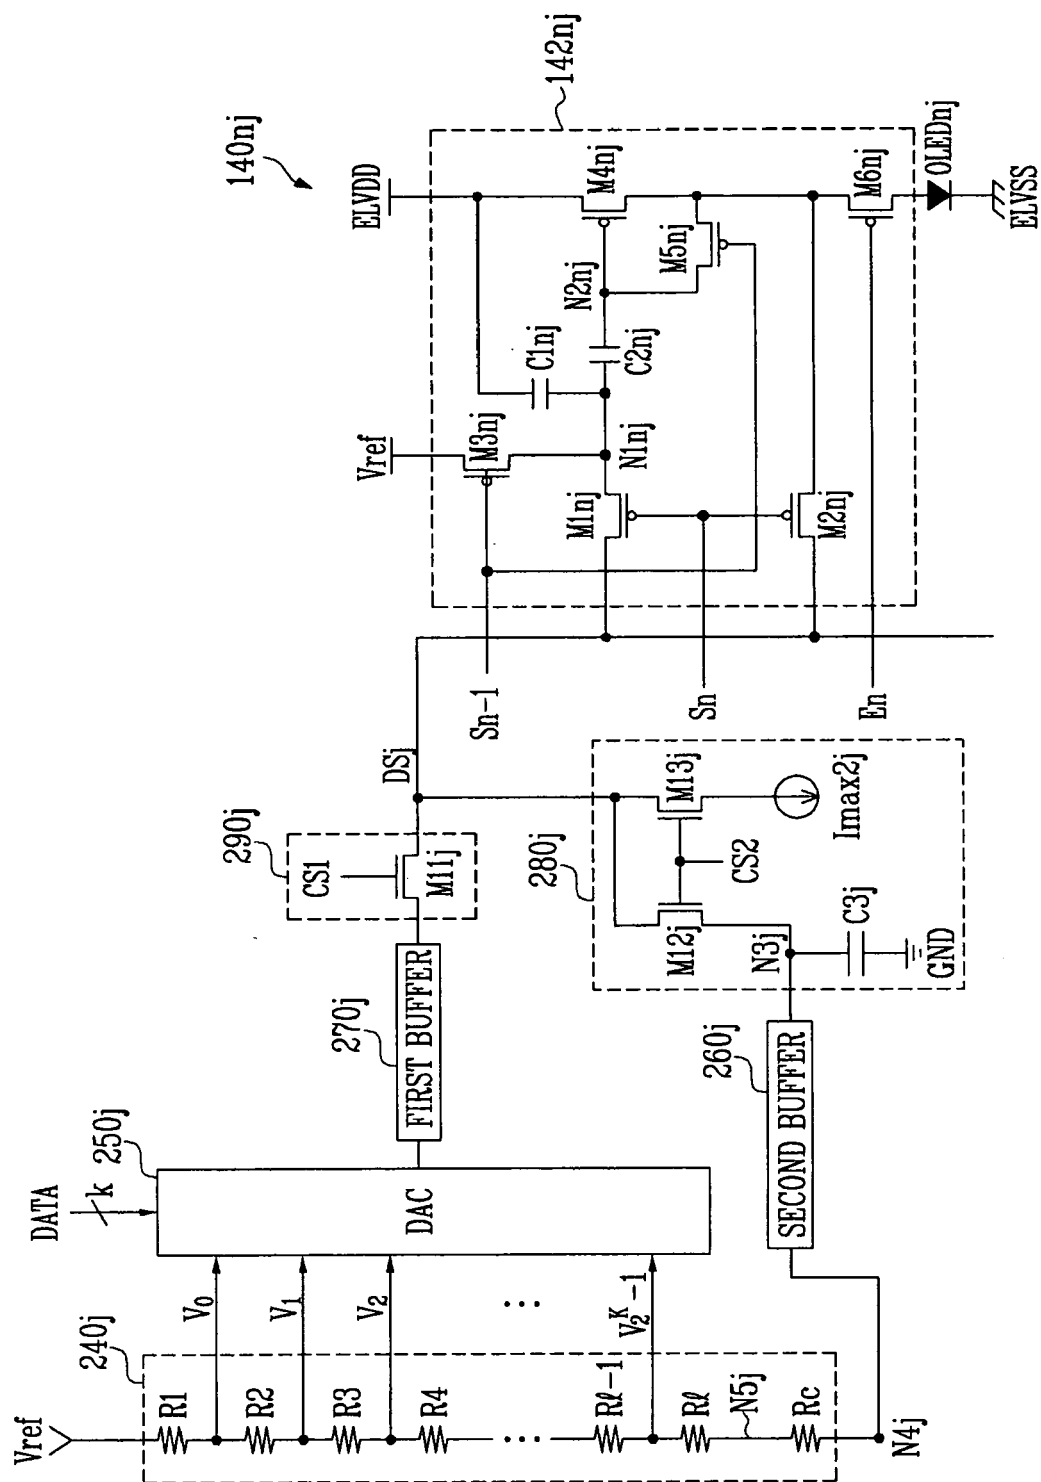 Vref
240j
R1
R2
R3
R4
...
Rℓ-1
Rℓ
N5j
Rc
N4j
V0
V1
V2
...
V2^K-1
DATA
k
250j
DAC
270j
FIRST BUFFER
260j
SECOND BUFFER
290j
CS1
M11j
DSj
280j
M12j
M13j
CS2
N3j
C3j
GND
Imax2j
Sn-1
Sn
En
140nj
142nj
Vref
ELVDD
M3nj
C1nj
N1nj
M1nj
C2nj
N2nj
M4nj
M5nj
M2nj
M6nj
OLEDnj
ELVSS